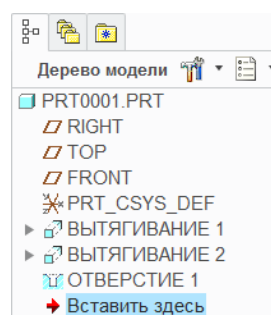 Дерево модели
PRT0001.PRT
RIGHT
TOP
FRONT
PRT_CSYS_DEF
ВЫТЯГИВАНИЕ 1
ВЫТЯГИВАНИЕ 2
ОТВЕРСТИЕ 1
Вставить здесь